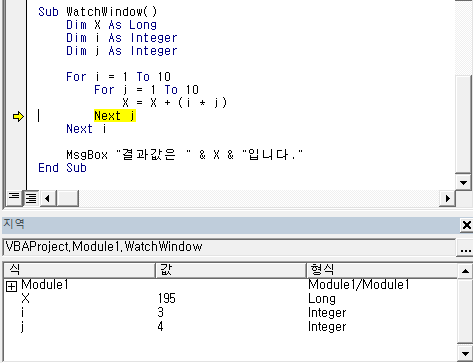 Sub WatchWindow()
Dim X As Long
Dim i As Integer
Dim j As Integer
For i = 1 To 10
For j = 1 To 10
X = X + (i * j)
Next j
Next i
MsgBox "결과값은 " & X & "입니다."
End Sub
지역
VBAProject.Module1.WatchWindow
...
식 값 형식
Module1 Module1/Module1
X 195 Long
i 3 Integer
j 4 Integer